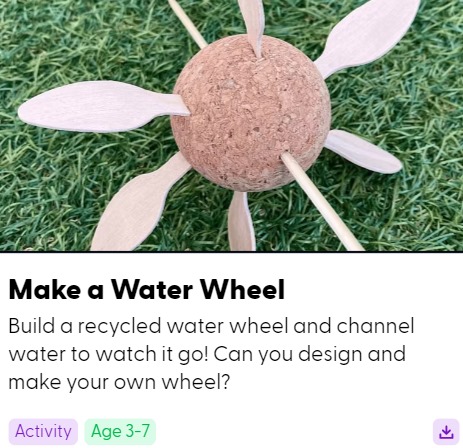 Make a Water Wheel
Build a recycled water wheel and channel
water to watch it go! Can you design and
make your own wheel?
Activity Age 3-7